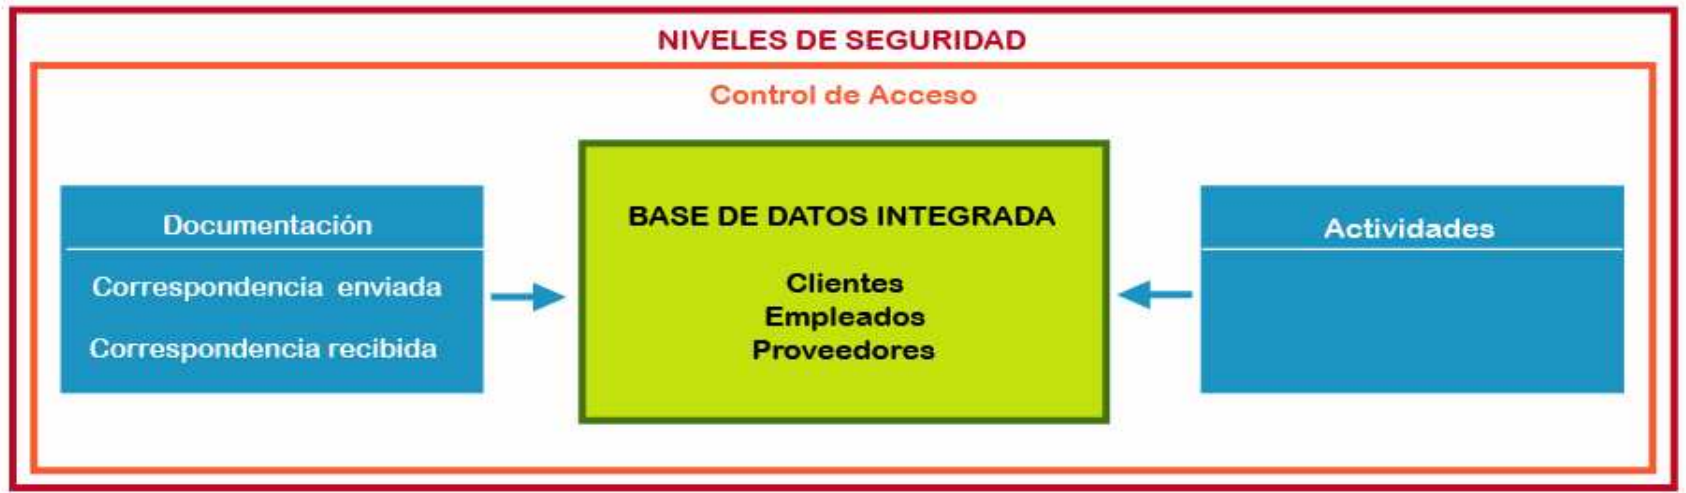 NIVELES DE SEGURIDAD
Control de Acceso
Documentación
Correspondencia enviada
Correspondencia recibida
BASE DE DATOS INTEGRADA
Clientes
Empleados
Proveedores
Actividades